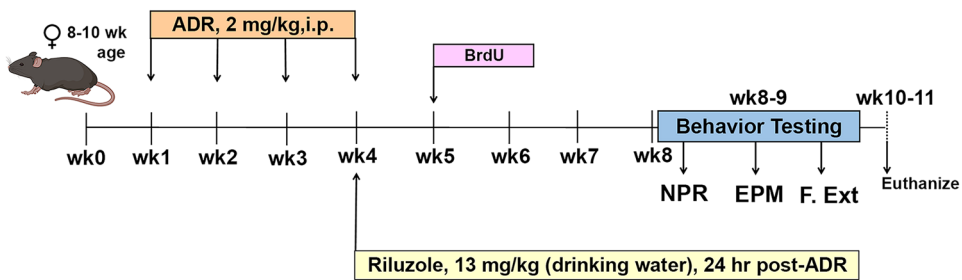 ♀ 8-10 wk
age
ADR, 2 mg/kg,i.p.
BrdU
wk8-9
wk10-11
Behavior Testing
wk0
wk1
wk2
wk3
wk4
wk5
wk6
wk7
wk8
NPR
EPM
F. Ext
Euthanize
Riluzole, 13 mg/kg (drinking water), 24 hr post-ADR